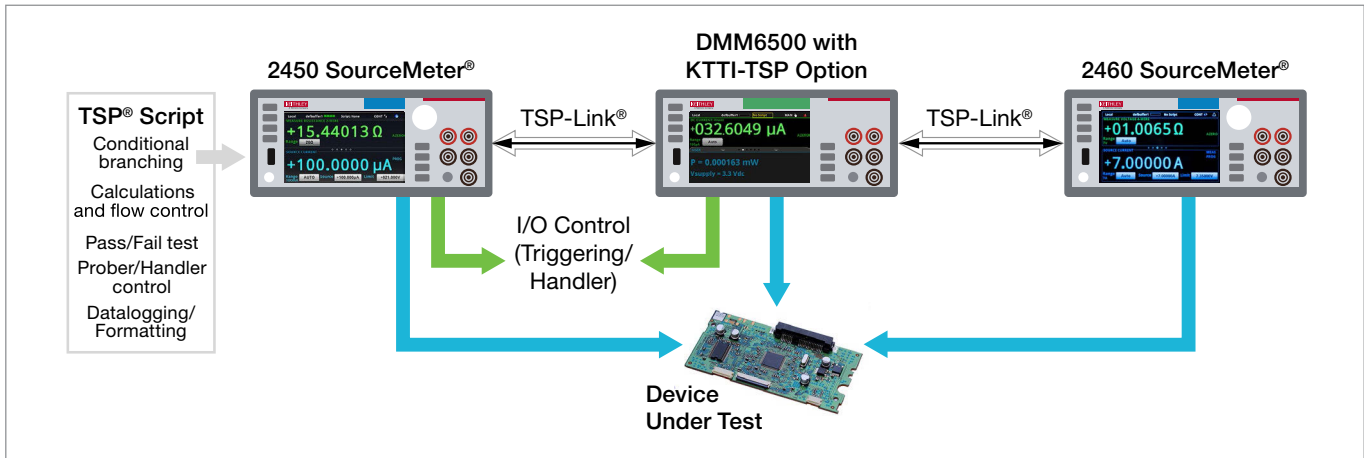 DMM6500 with
KTTI-TSP Option
2450 SourceMeter®
2460 SourceMeter®
TSP® Script
Conditional
branching
Calculations
and flow control
Pass/Fail test
Prober/Handler
control
Datalogging/
Formatting
+15.44013 Ω
+100.0000 µA
TSP-Link®
+032.6049 µA
Auto
P = 0.000163 mW
Vsupply = 3.3 Vdc
TSP-Link®
+01.0065 Ω
Auto
+7.00000 A
I/O Control
(Triggering/
Handler)
Device
Under Test